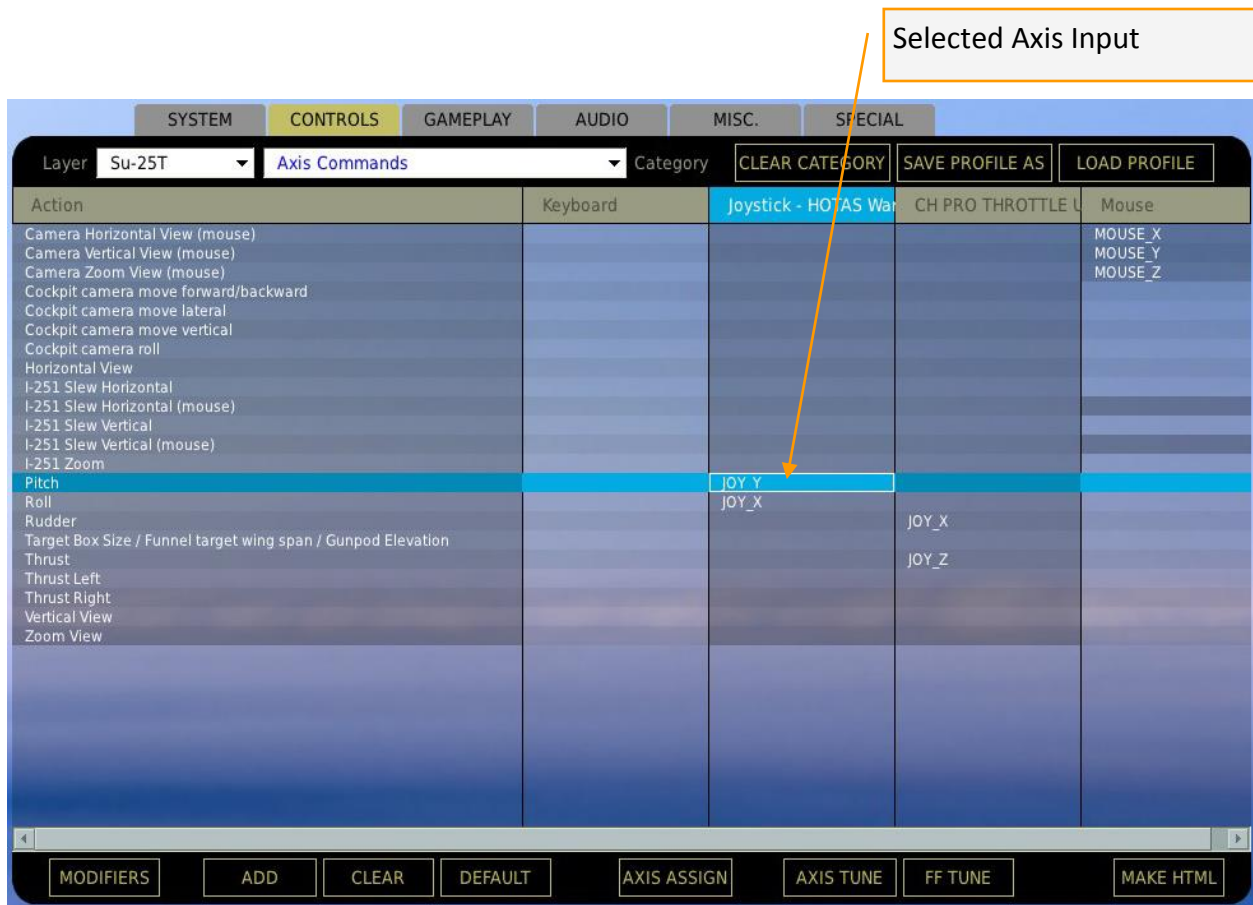 Selected Axis Input
SYSTEM CONTROLS GAMEPLAY AUDIO MISC. SPECIAL
Layer Su-25T Axis Commands Category CLEAR CATEGORY SAVE PROFILE AS LOAD PROFILE
Action Keyboard Joystick - HOTAS War CH PRO THROTTLE U Mouse
Camera Horizontal View (mouse) MOUSE_X
Camera Vertical View (mouse) MOUSE_Y
Camera Zoom View (mouse) MOUSE_Z
Cockpit camera move forward/backward
Cockpit camera move lateral
Cockpit camera move vertical
Cockpit camera roll
Horizontal View
I-251 Slew Horizontal
I-251 Slew Horizontal (mouse)
I-251 Slew Vertical
I-251 Slew Vertical (mouse)
I-251 Zoom
Pitch JOY_Y
Roll JOY_X
Rudder JOY_X
Target Box Size / Funnel target wing span / Gunpod Elevation
Thrust JOY_Z
Thrust Left
Thrust Right
Vertical View
Zoom View
MODIFIERS ADD CLEAR DEFAULT AXIS ASSIGN AXIS TUNE FF TUNE MAKE HTML